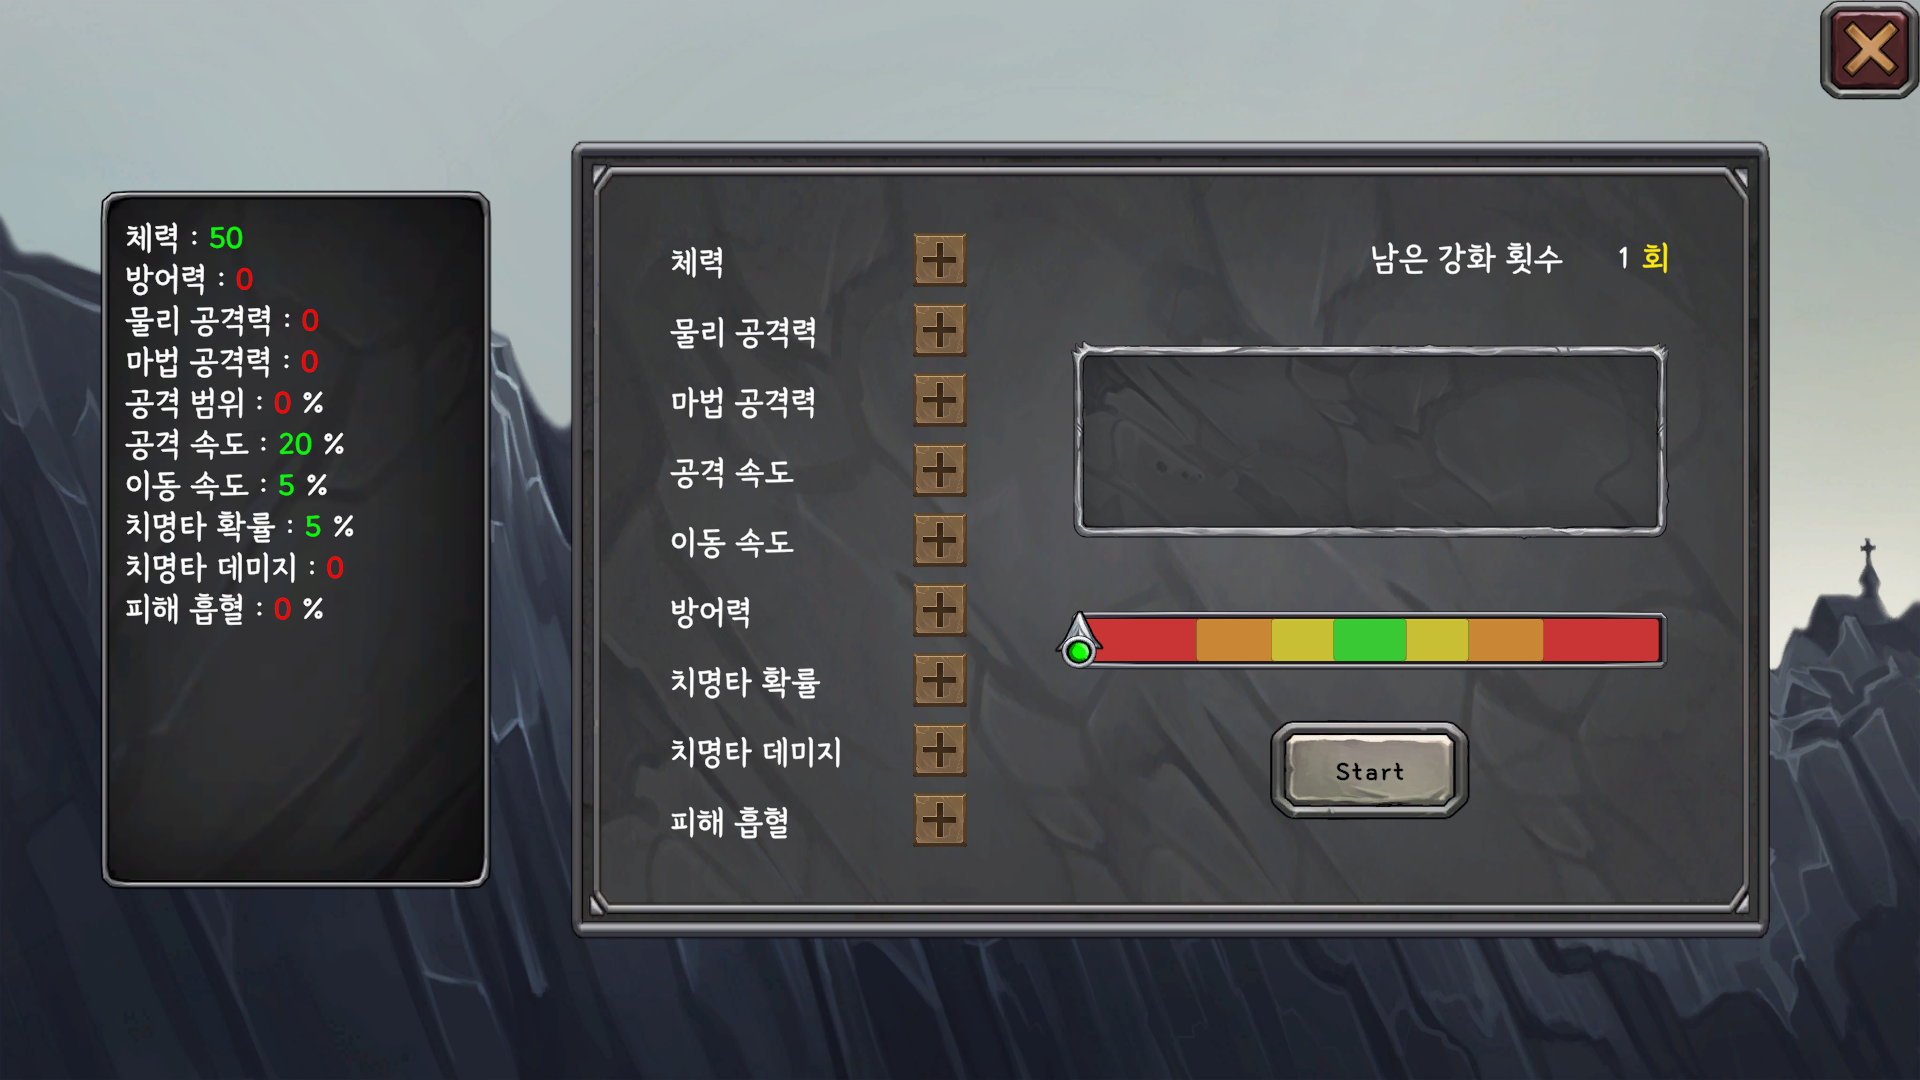 체력 : 50
방어력 : 0
물리 공격력 : 0
마법 공격력 : 0
공격 범위 : 0 %
공격 속도 : 20 %
이동 속도 : 5 %
치명타 확률 : 5 %
치명타 데미지 : 0
피해 흡혈 : 0 %
체력
물리 공격력
마법 공격력
공격 속도
이동 속도
방어력
치명타 확률
치명타 데미지
피해 흡혈
남은 강화 횟수 1 회
Start